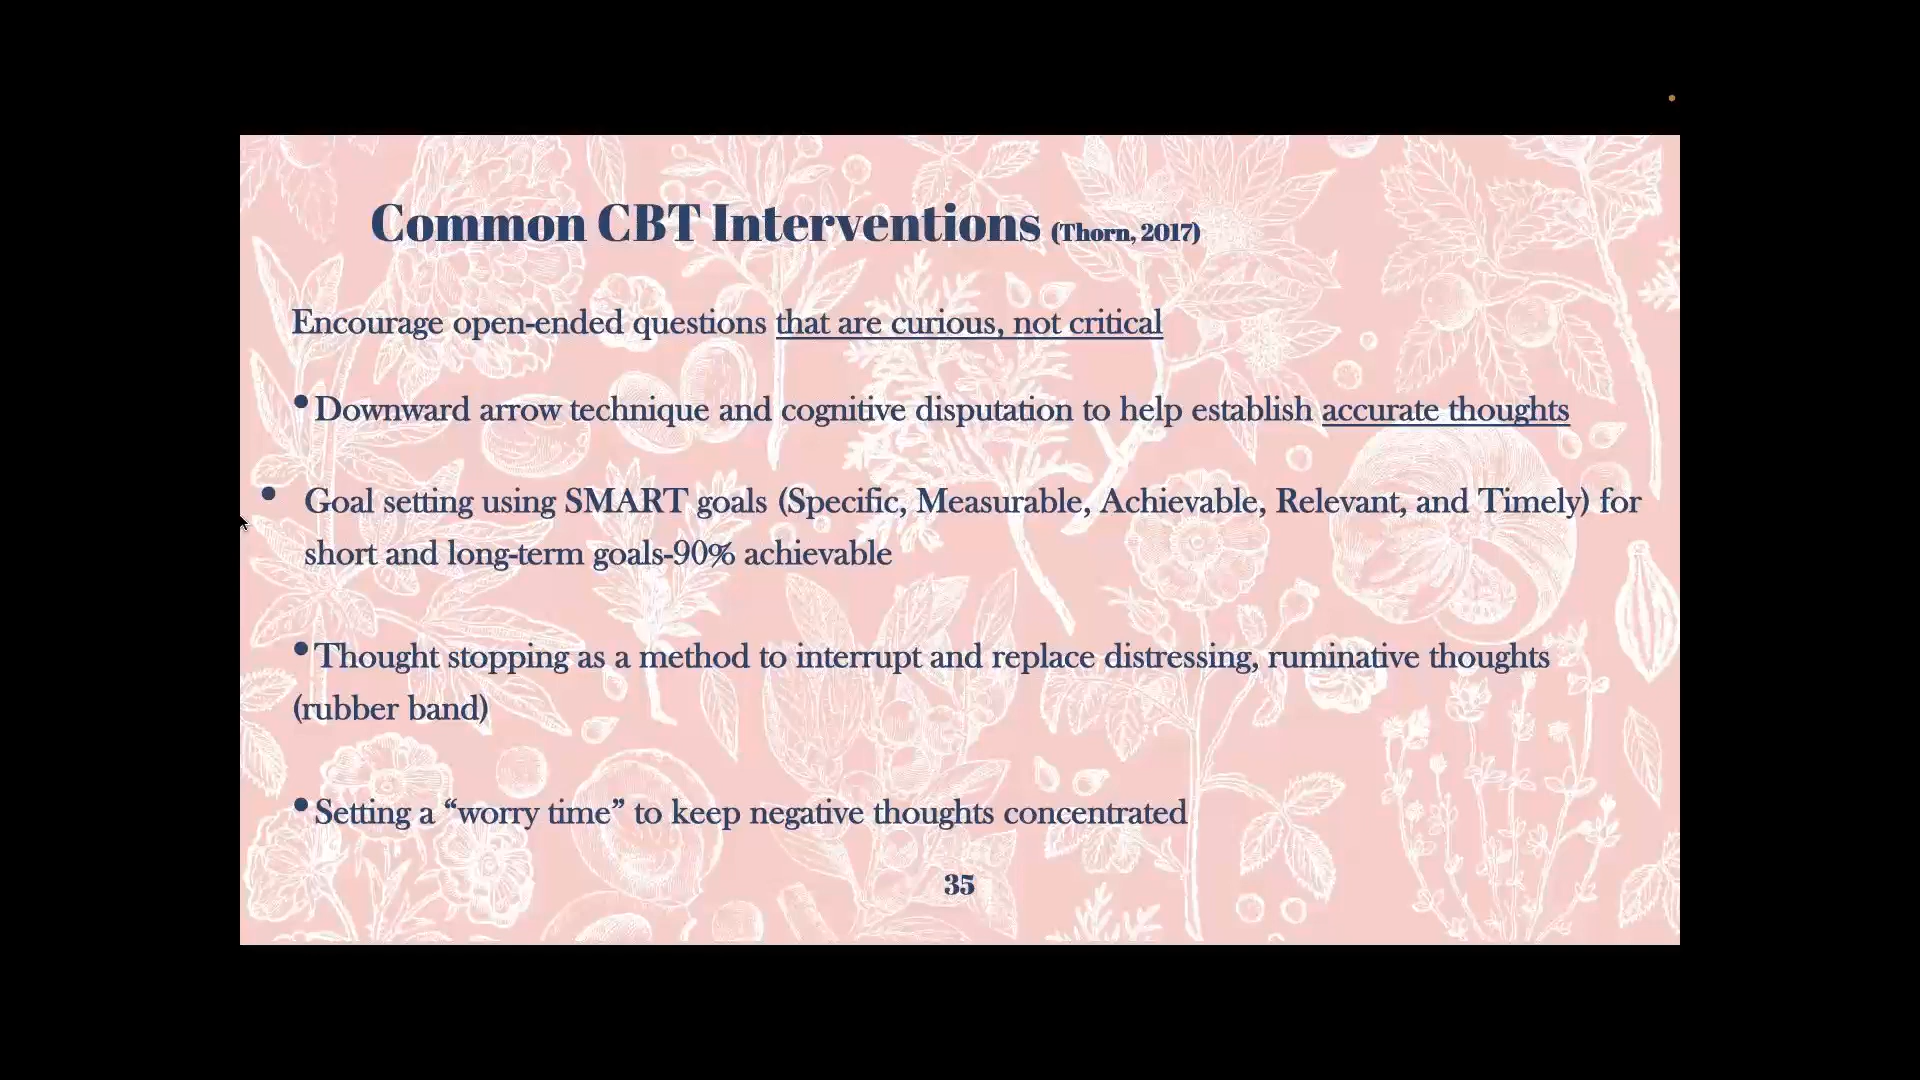 Common CBT Interventions (Thorn, 2017)
Encourage open-ended questions that are curious, not critical
•Downward arrow technique and cognitive disputation to help establish accurate thoughts
• Goal setting using SMART goals (Specific, Measurable, Achievable, Relevant, and Timely) for
short and long-term goals-90% achievable
•Thought stopping as a method to interrupt and replace distressing, ruminative thoughts
(rubber band)
•Setting a “worry time” to keep negative thoughts concentrated
35